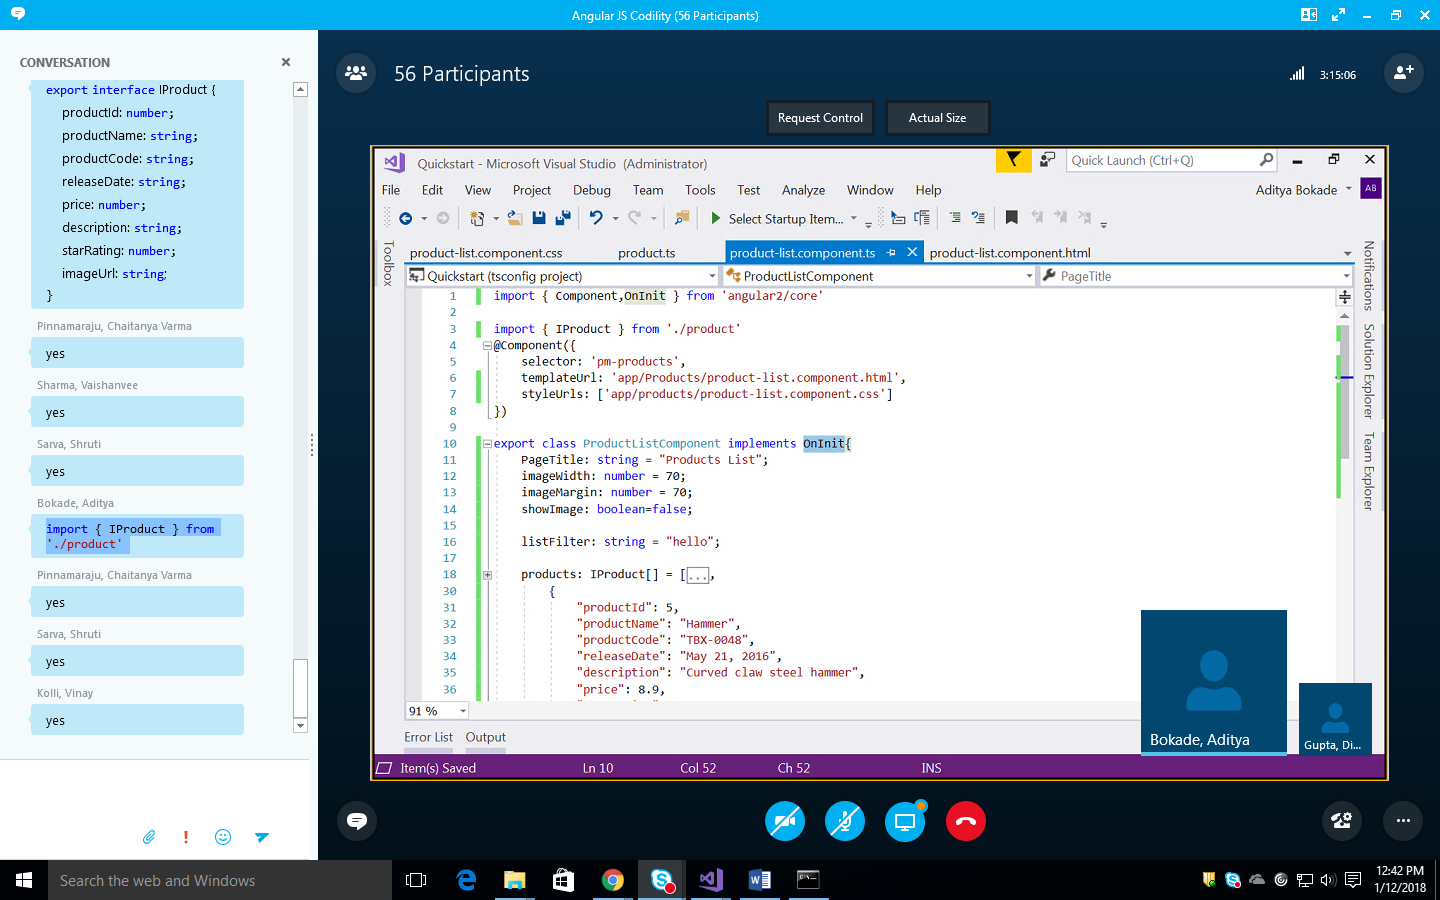 Angular JS Codility (56 Participants)
CONVERSATION
export interface IProduct {
productId: number;
productName: string;
productCode: string;
releaseDate: string;
price: number;
description: string;
starRating: number;
imageUrl: string;
}
Pinnamaraju, Chaitanya Varma
yes
Sharma, Vaishanvee
yes
Sarva, Shruti
yes
Bokade, Aditya
import { IProduct } from
'./product'
Pinnamaraju, Chaitanya Varma
yes
Sarva, Shruti
yes
Kolli, Vinay
yes
56 Participants
3:15:06
Request Control
Actual Size
Quickstart - Microsoft Visual Studio (Administrator)
Quick Launch (Ctrl+Q)
File Edit View Project Debug Team Tools Test Analyze Window Help
Aditya Bokade
AB
Select Startup Item...
Toolbox
product-list.component.css
product.ts
product-list.component.ts
product-list.component.html
Quickstart (tsconfig project)
ProductListComponent
PageTitle
1 import { Component,OnInit } from 'angular2/core'
2
3 import { IProduct } from './product'
4 @Component({
5 selector: 'pm-products',
6 templateUrl: 'app/Products/product-list.component.html',
7 styleUrls: ['app/products/product-list.component.css']
8 })
9
10 export class ProductListComponent implements OnInit{
11 PageTitle: string = "Products List";
12 imageWidth: number = 70;
13 imageMargin: number = 70;
14 showImage: boolean=false;
15
16 listFilter: string = "hello";
17
18 products: IProduct[] = [...,
30 {
31 "productId": 5,
32 "productName": "Hammer",
33 "productCode": "TBX-0048",
34 "releaseDate": "May 21, 2016",
35 "description": "Curved claw steel hammer",
36 "price": 8.9,
91 %
Notifications
Solution Explorer
Team Explorer
Error List
Output
Item(s) Saved
Ln 10
Col 52
Ch 52
INS
Bokade, Aditya
Gupta, Di...
Search the web and Windows
12:42 PM
1/12/2018